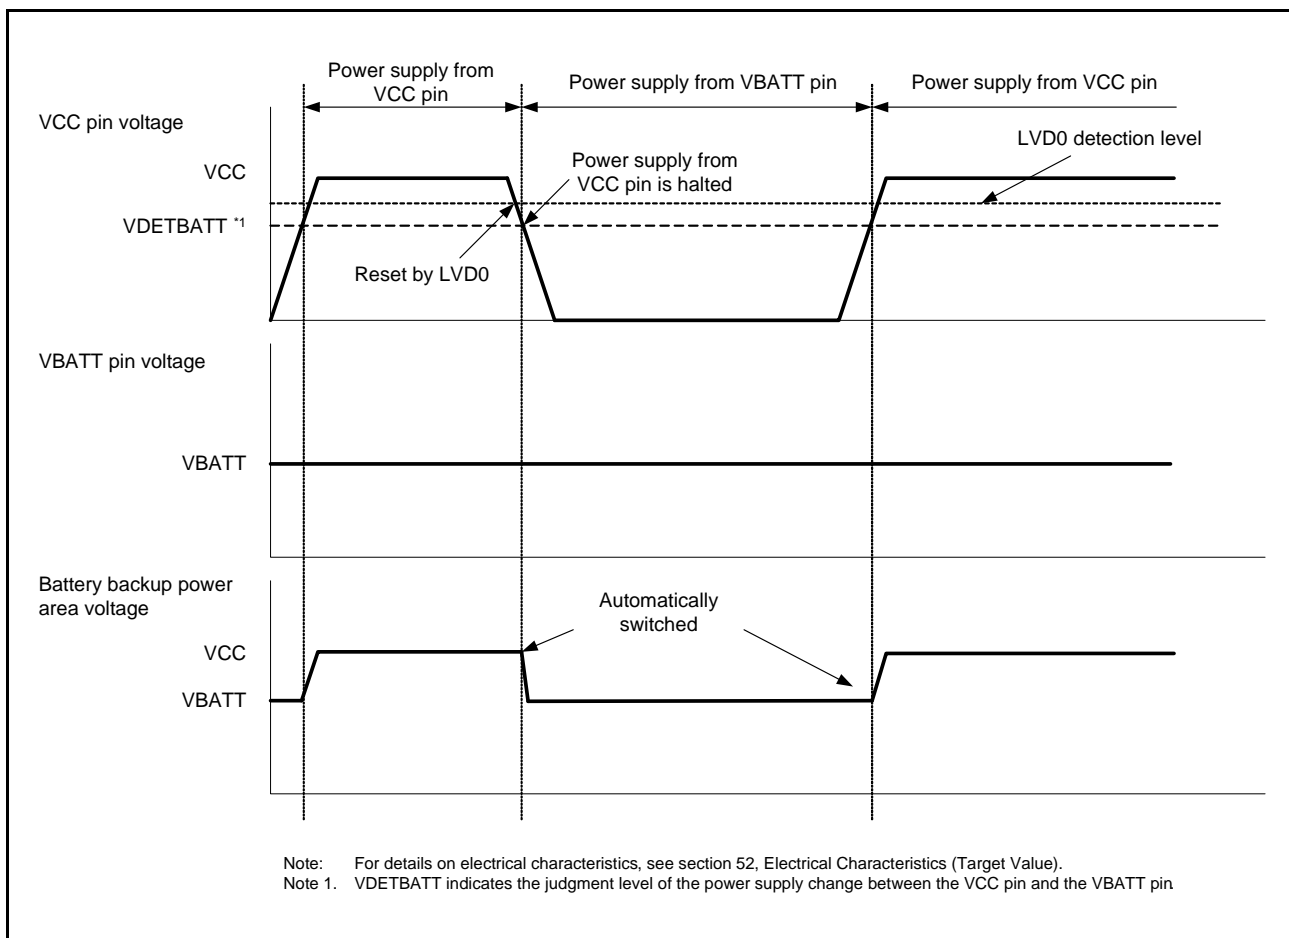 Power supply from
VCC pin
Power supply from VBATT pin
Power supply from VCC pin
VCC pin voltage
LVD0 detection level
VCC
Power supply from
VCC pin is halted
VDETBATT *1
Reset by LVD0
VBATT pin voltage
VBATT
Battery backup power
area voltage
Automatically
switched
VCC
VBATT
Note: For details on electrical characteristics, see section 52, Electrical Characteristics (Target Value).
Note 1. VDETBATT indicates the judgment level of the power supply change between the VCC pin and the VBATT pin.